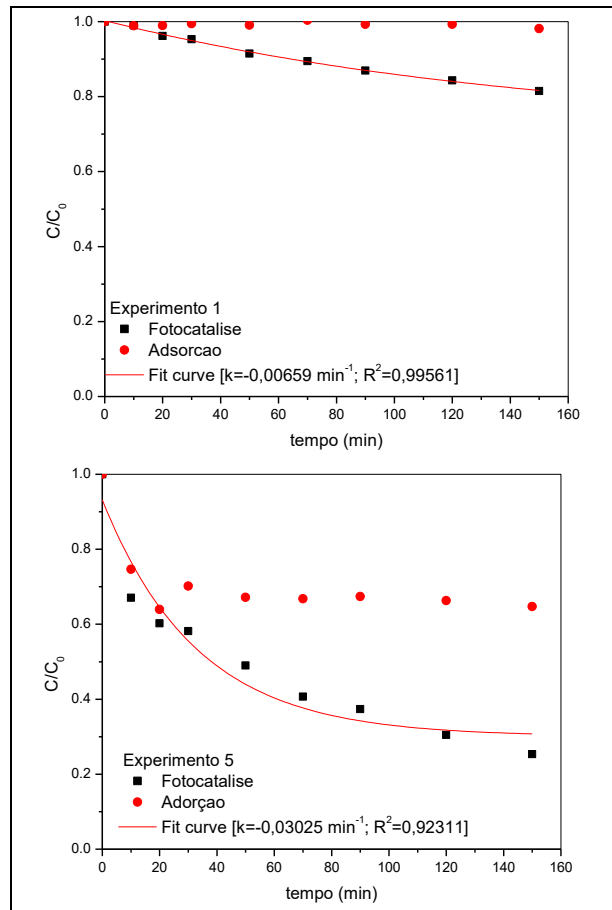 1.0
0.8
0.6
0.4
0.2
0.0
C/C0
Experimento 1
Fotocatalise
Adsorcao
Fit curve [k=-0,00659 min-1; R2=0,99561]
0 20 40 60 80 100 120 140 160
tempo (min)
1.0
0.8
0.6
0.4
0.2
0.0
C/C0
Experimento 5
Fotocatalise
Adorçao
Fit curve [k=-0,03025 min-1; R2=0,92311]
0 20 40 60 80 100 120 140 160
tempo (min)